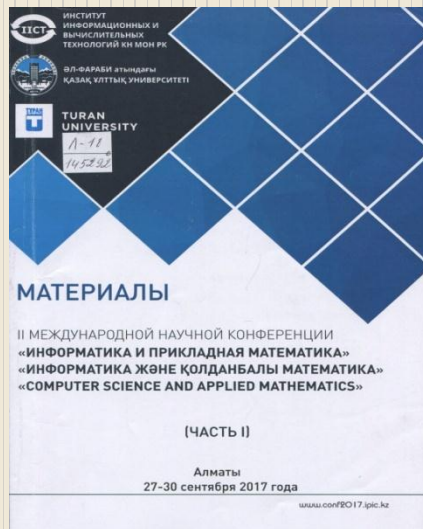 ИНСТИТУТ
ИНФОРМАЦИОННЫХ И
ВЫЧИСЛИТЕЛЬНЫХ
ТЕХНОЛОГИЙ КН МОН РК
ӘЛ-ФАРАБИ атындағы
ҚАЗАҚ ҰЛТТЫҚ УНИВЕРСИТЕТІ
TURAN
UNIVERSITY
Л-18
145292
МАТЕРИАЛЫ
II МЕЖДУНАРОДНОЙ НАУЧНОЙ КОНФЕРЕНЦИИ
«ИНФОРМАТИКА И ПРИКЛАДНАЯ МАТЕМАТИКА»
«ИНФОРМАТИКА ЖӘНЕ ҚОЛДАНБАЛЫ МАТЕМАТИКА»
«COMPUTER SCIENCE AND APPLIED MATHEMATICS»
(ЧАСТЬ I)
Алматы
27-30 сентября 2017 года
www.conf2017.ipic.kz